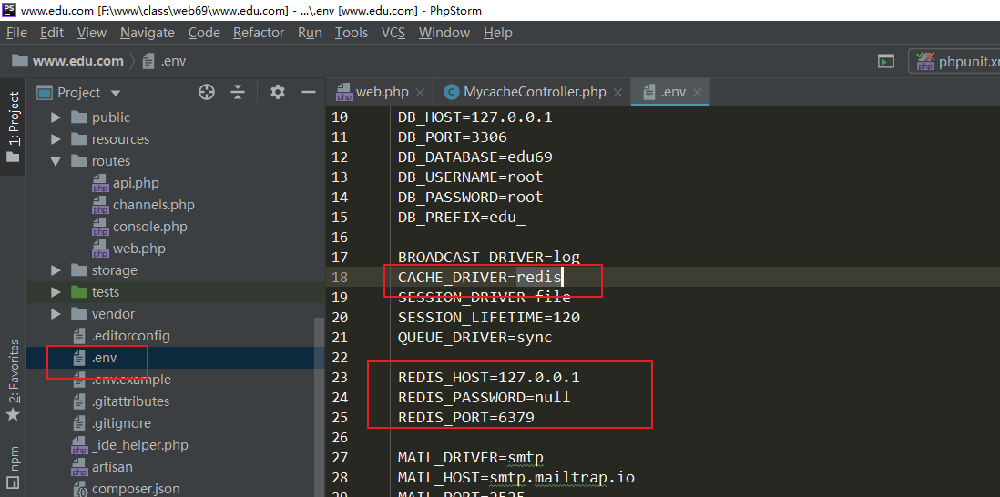 www.edu.com [F:\www\class\web69\www.edu.com] - ...\.env [www.edu.com] - PhpStorm
File Edit View Navigate Code Refactor Run Tools VCS Window Help
www.edu.com .env
phpunit.xm
1: Project
2: Favorites
npm
Project
public
resources
routes
api.php
channels.php
console.php
web.php
storage
tests
vendor
.editorconfig
.env
.env.example
.gitattributes
.gitignore
_ide_helper.php
artisan
composer.json
web.php MycacheController.php .env
10 DB_HOST=127.0.0.1
11 DB_PORT=3306
12 DB_DATABASE=edu69
13 DB_USERNAME=root
14 DB_PASSWORD=root
15 DB_PREFIX=edu_
16
17 BROADCAST_DRIVER=log
18 CACHE_DRIVER=redis
19 SESSION_DRIVER=file
20 SESSION_LIFETIME=120
21 QUEUE_DRIVER=sync
22
23 REDIS_HOST=127.0.0.1
24 REDIS_PASSWORD=null
25 REDIS_PORT=6379
26
27 MAIL_DRIVER=smtp
28 MAIL_HOST=smtp.mailtrap.io
29 MAIL_PORT=2525